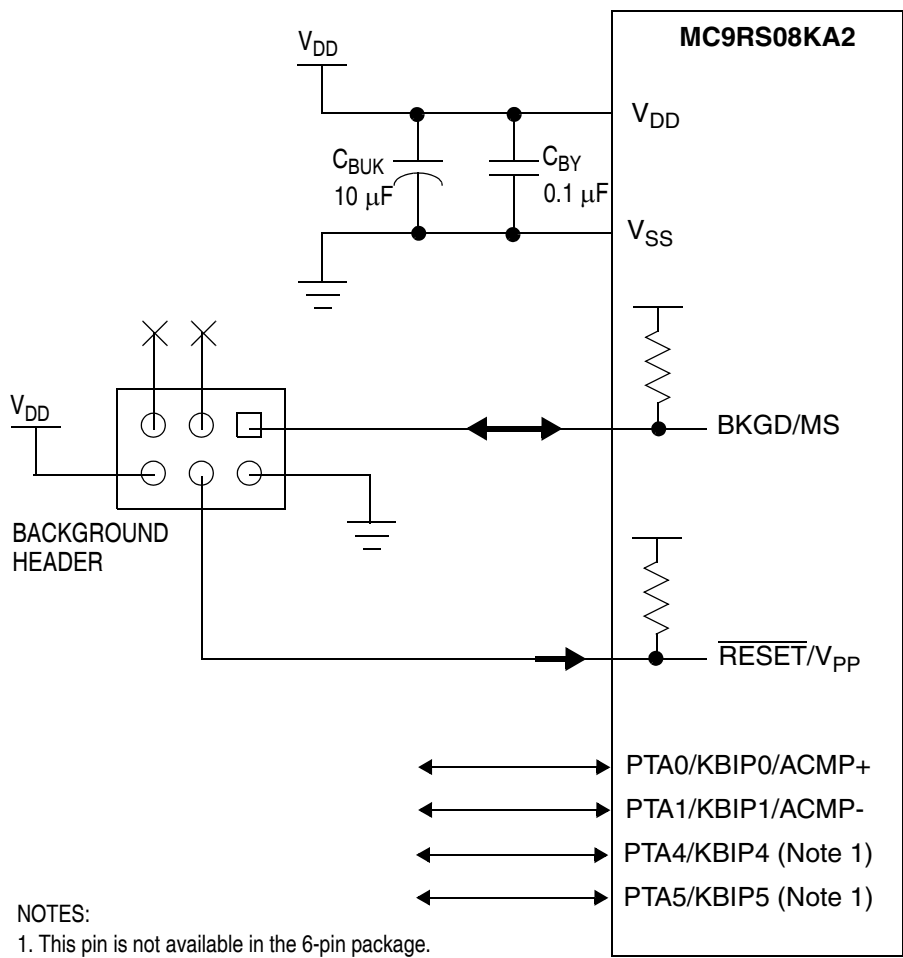 MC9RS08KA2
VDD
VDD
CBUK
10 μF
CBY
0.1 μF
VSS
VDD
BKGD/MS
BACKGROUND
HEADER
RESET/VPP
PTA0/KBIP0/ACMP+
PTA1/KBIP1/ACMP-
PTA4/KBIP4 (Note 1)
PTA5/KBIP5 (Note 1)
NOTES:
1. This pin is not available in the 6-pin package.